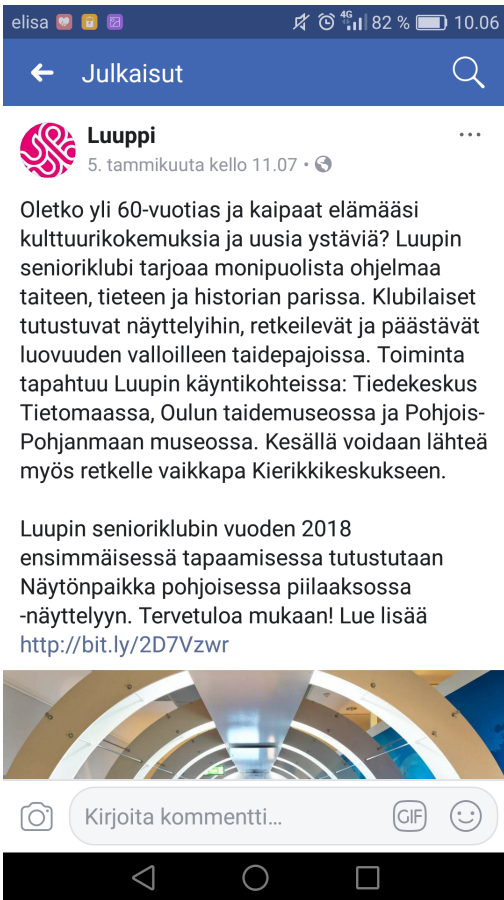 elisa 4G 82 % 10.06
Julkaisut
Luuppi
5. tammikuuta kello 11.07 •
Oletko yli 60-vuotias ja kaipaat elämääsi
kulttuurikokemuksia ja uusia ystäviä? Luupin
senioriklubi tarjoaa monipuolista ohjelmaa
taiteen, tieteen ja historian parissa. Klubilaiset
tutustuvat näyttelyihin, retkeilevät ja päästävät
luovuuden valloilleen taidepajoissa. Toiminta
tapahtuu Luupin käyntikohteissa: Tiedekeskus
Tietomaassa, Oulun taidemuseossa ja Pohjois-
Pohjanmaan museossa. Kesällä voidaan lähteä
myös retkelle vaikkapa Kierikkikeskukseen.
Luupin senioriklubin vuoden 2018
ensimmäisessä tapaamisessa tutustutaan
Näytönpaikka pohjoisessa piilaaksossa
-näyttelyyn. Tervetuloa mukaan! Lue lisää
http://bit.ly/2D7Vzwr
Kirjoita kommentti...
GIF